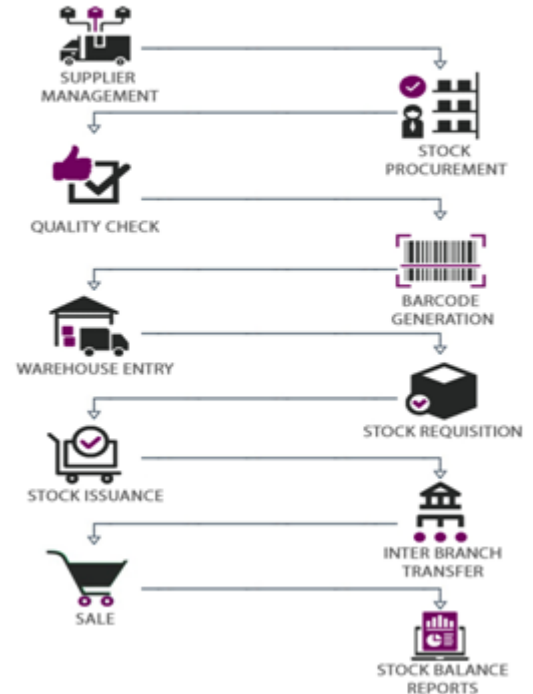 SUPPLIER
MANAGEMENT
STOCK
PROCUREMENT
QUALITY CHECK
BARCODE
GENERATION
WAREHOUSE ENTRY
STOCK REQUISITION
STOCK ISSUANCE
INTER BRANCH
TRANSFER
SALE
STOCK BALANCE
REPORTS